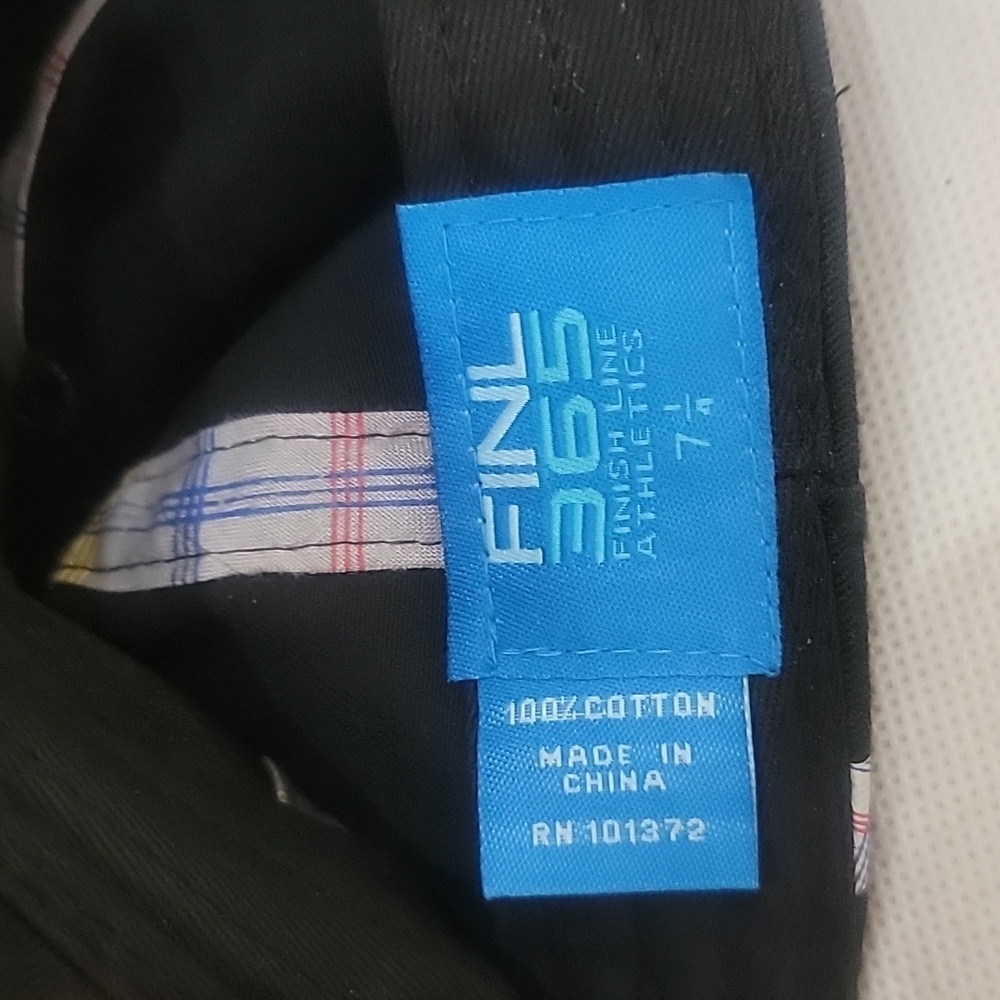 FINL
365
FINISH LINE
ATHLETICS
7 1/4
100% COTTON
MADE IN
CHINA
RN 101372